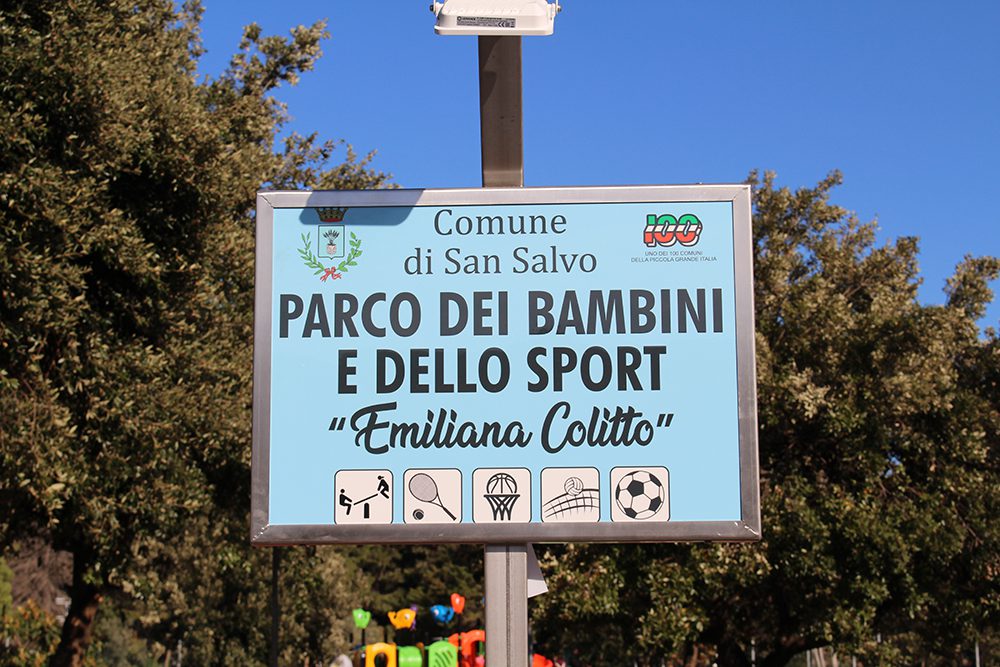 Comune
di San Salvo
100
UNO DEI 100 COMUNI
DELLA PICCOLA GRANDE ITALIA
PARCO DEI BAMBINI
E DELLO SPORT
“Emiliana Colitto”